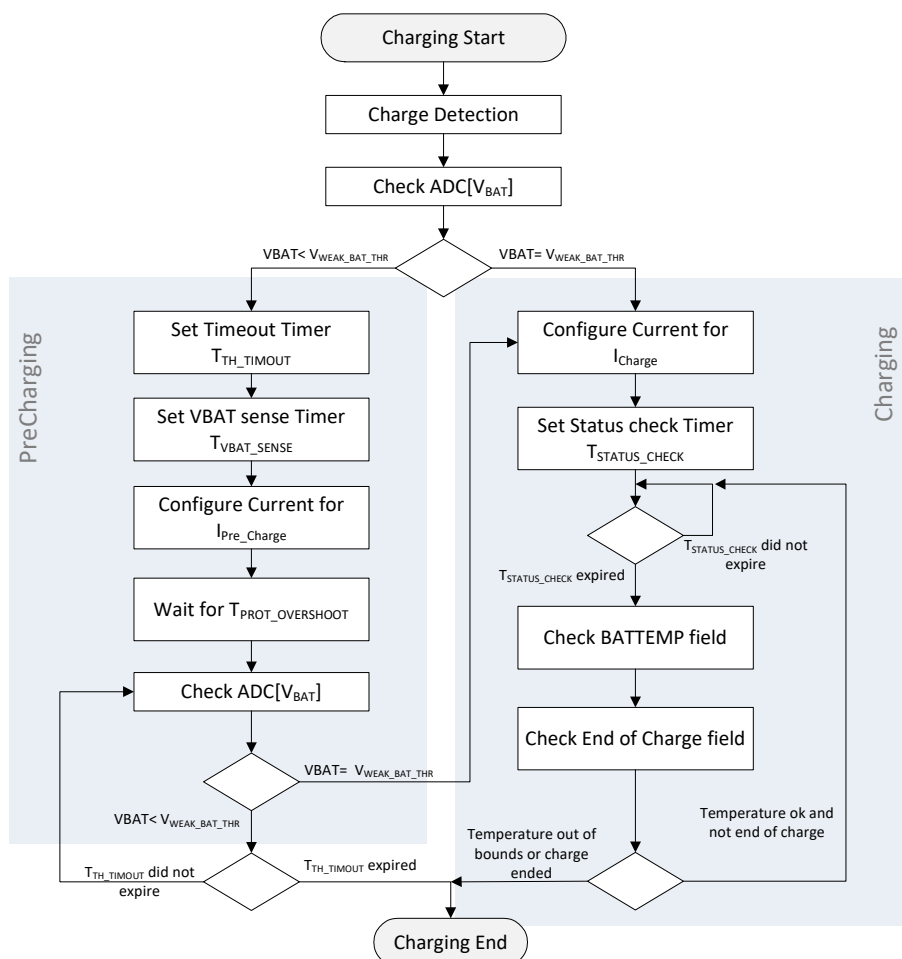 Charging Start
Charge Detection
Check ADC[VBAT]
VBAT< VWEAK_BAT_THR
VBAT= VWEAK_BAT_THR
PreCharging
Set Timeout Timer
TTH_TIMOUT
Set VBAT sense Timer
TVBAT_SENSE
Configure Current for
IPre_Charge
Wait for TPROT_OVERSHOOT
Check ADC[VBAT]
VBAT= VWEAK_BAT_THR
VBAT< VWEAK_BAT_THR
TTH_TIMOUT did not
expire
TTH_TIMOUT expired
Charging
Configure Current for
ICharge
Set Status check Timer
TSTATUS_CHECK
TSTATUS_CHECK did not
expire
TSTATUS_CHECK expired
Check BATTEMP field
Check End of Charge field
Temperature ok and
not end of charge
Temperature out of
bounds or charge
ended
Charging End